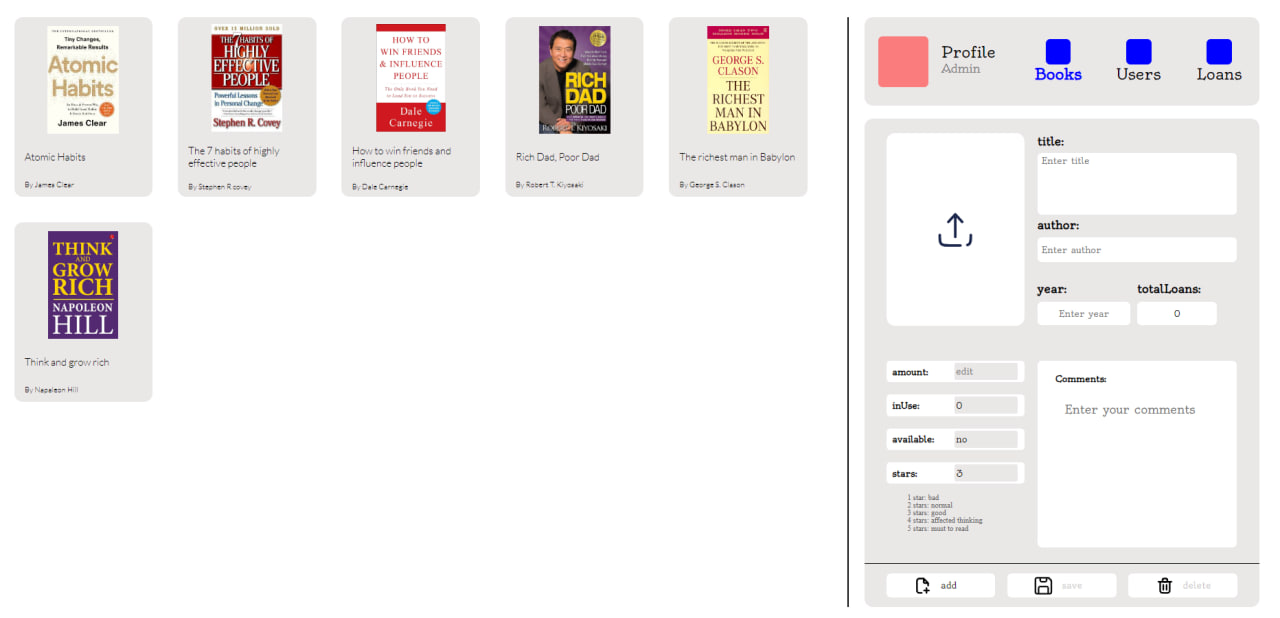 Tiny Changes,
Remarkable Results
Atomic
Habits
James Clear
Atomic Habits
By James Clear
OVER 15 MILLION SOLD
THE 7 HABITS OF
HIGHLY
EFFECTIVE
PEOPLE
Powerful Lessons
in Personal Change
Stephen R. Covey
The 7 habits of highly
effective people
By Stephen R covey
HOW TO
WIN FRIENDS
& INFLUENCE
PEOPLE
The Only Book You Need
to Lead You to Success
Dale
Carnegie
How to win friends and
influence people
By Dale Carnegie
RICH
DAD
POOR DAD
ROBERT T. KIYOSAKI
Rich Dad, Poor Dad
By Robert T. Kiyosaki
GEORGE S.
CLASON
THE
RICHEST
MAN IN
BABYLON
The richest man in Babylon
By George S. Clason
THINK
AND
GROW
RICH
NAPOLEON
HILL
Think and grow rich
By Napoleon Hill
Profile
Admin
Books
Users
Loans
title:
Enter title
author:
Enter author
year:
totalLoans:
Enter year
0
amount:
edit
inUse:
0
available:
no
stars:
3
1 star: bad
2 stars: normal
3 stars: good
4 stars: affected thinking
5 stars: must to read
Comments:
Enter your comments
add
save
delete